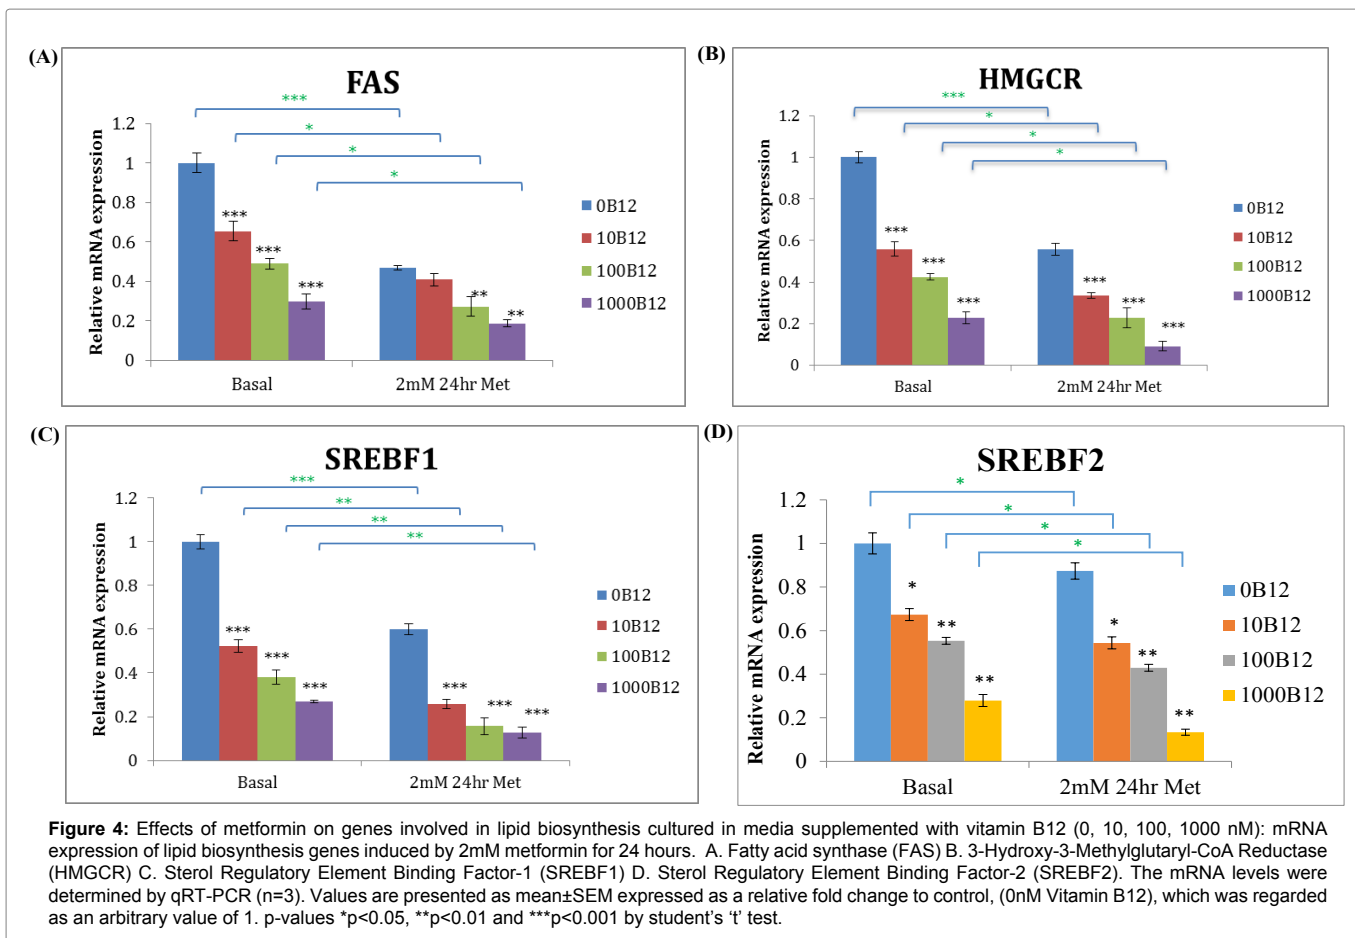 (A)
FAS
***
*
*
*
Relative mRNA expression
1.2
1
0.8
0.6
0.4
0.2
0
***
***
***
**
**
Basal
2mM 24hr Met
0B12
10B12
100B12
1000B12
(B)
HMGCR
***
*
*
*
Relative mRNA expression
1.2
1
0.8
0.6
0.4
0.2
0
***
***
***
***
***
***
Basal
2mM 24hr Met
0B12
10B12
100B12
1000B12
(C)
SREBF1
***
**
**
**
Relative mRNA expression
1.2
1
0.8
0.6
0.4
0.2
0
***
***
***
***
***
***
Basal
2mM 24hr Met
0B12
10B12
100B12
1000B12
(D)
SREBF2
*
*
*
*
Relative mRNA expression
1.2
1
0.8
0.6
0.4
0.2
0
*
**
**
*
**
**
Basal
2mM 24hr Met
0B12
10B12
100B12
1000B12
Figure 4: Effects of metformin on genes involved in lipid biosynthesis cultured in media supplemented with vitamin B12 (0, 10, 100, 1000 nM): mRNA
expression of lipid biosynthesis genes induced by 2mM metformin for 24 hours. A. Fatty acid synthase (FAS) B. 3-Hydroxy-3-Methylglutaryl-CoA Reductase
(HMGCR) C. Sterol Regulatory Element Binding Factor-1 (SREBF1) D. Sterol Regulatory Element Binding Factor-2 (SREBF2). The mRNA levels were
determined by qRT-PCR (n=3). Values are presented as mean±SEM expressed as a relative fold change to control, (0nM Vitamin B12), which was regarded
as an arbitrary value of 1. p-values *p<0.05, **p<0.01 and ***p<0.001 by student's 't' test.